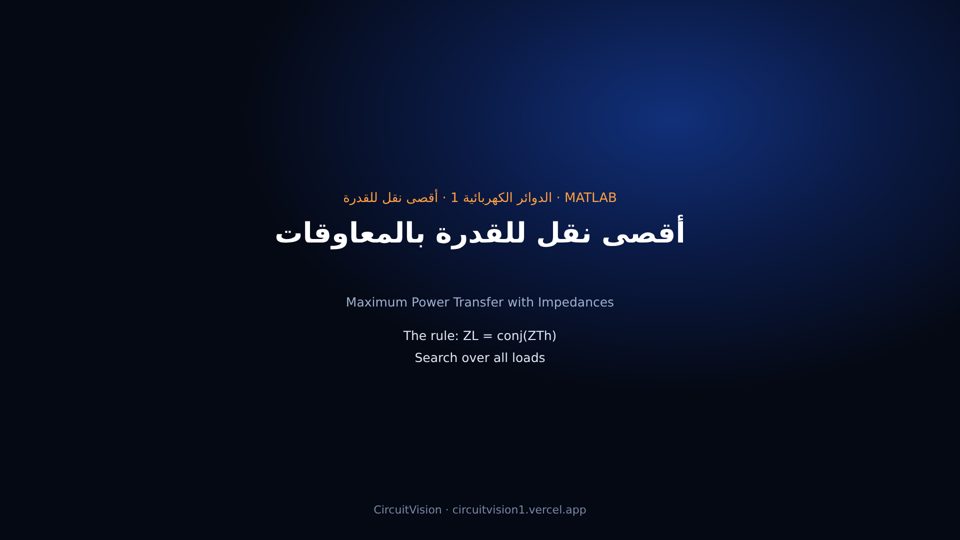 MATLAB · الدوائر الكهربائية 1 · أقصى نقل للقدرة
أقصى نقل للقدرة بالمعاوقات
Maximum Power Transfer with Impedances
The rule: ZL = conj(ZTh)
Search over all loads
CircuitVision · circuitvision1.vercel.app